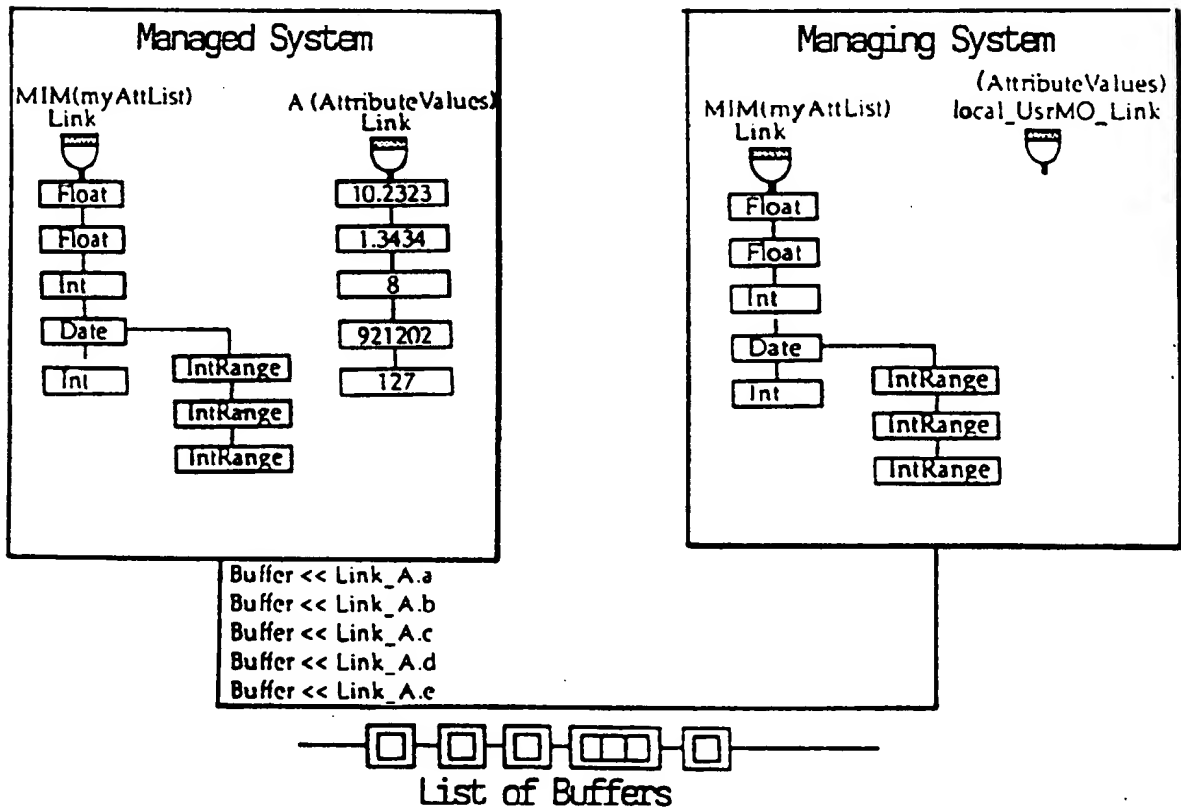 Managed System
MIM(myAttList)
Link
A (AttributeValues)
Link
Float
Float
Int
Date
Int
IntRange
IntRange
IntRange
10.2323
1.3434
8
921202
127
Managing System
MIM(myAttList)
Link
(AttributeValues)
local_UsrMO_Link
Float
Float
Int
Date
Int
IntRange
IntRange
IntRange
Buffer << Link_A.a
Buffer << Link_A.b
Buffer << Link_A.c
Buffer << Link_A.d
Buffer << Link_A.e
List of Buffers